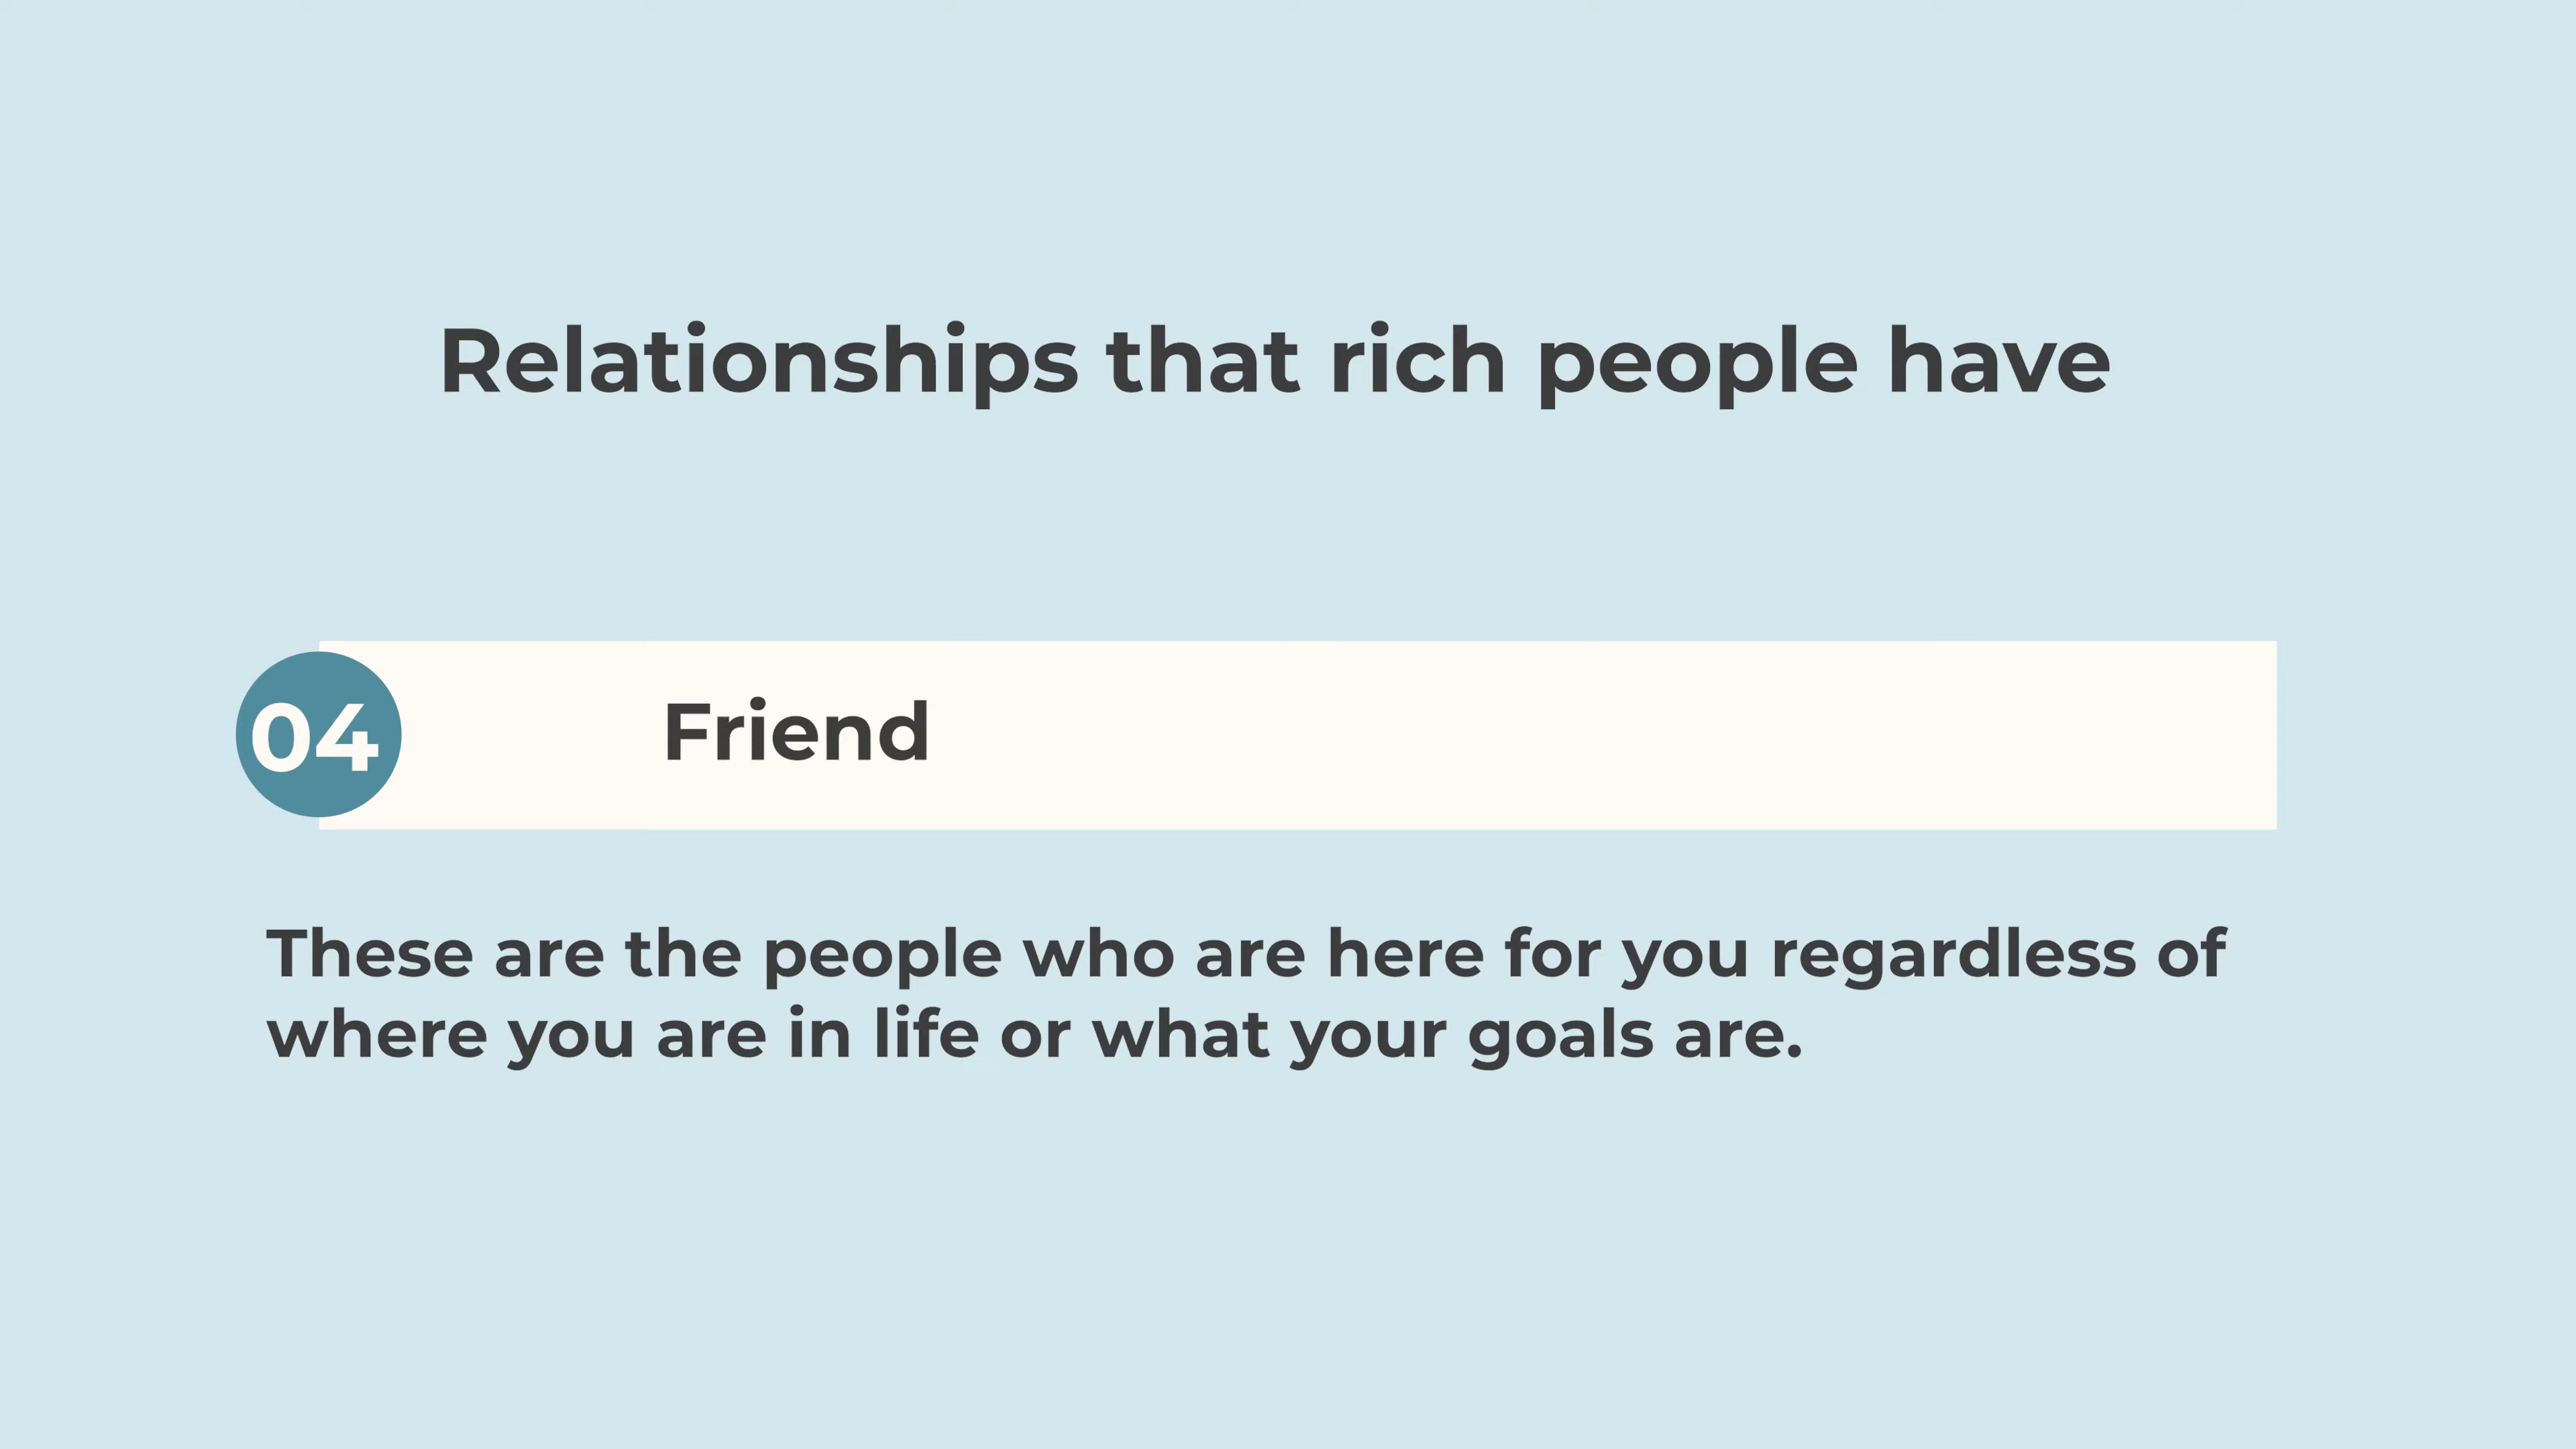 Relationships that rich people have
04
Friend
These are the people who are here for you regardless of
where you are in life or what your goals are.